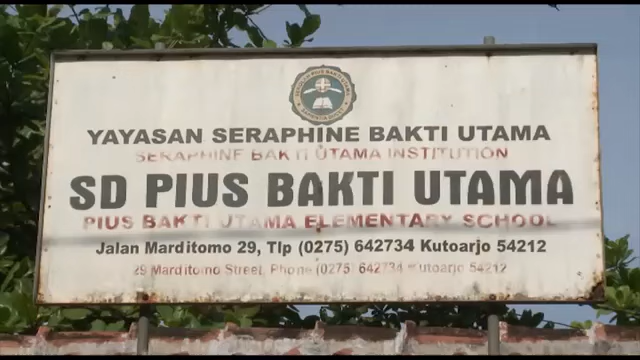 YAYASAN SERAPHINE BAKTI UTAMA
SERAPHINE BAKTI UTAMA INSTITUTION
SD PIUS BAKTI UTAMA
PIUS BAKTI UTAMA ELEMENTARY SCHOOL
Jalan Marditomo 29, Tlp (0275) 642734 Kutoarjo 54212
29 Marditomo Street, Phone (0275) 642734 Kutoarjo 54212